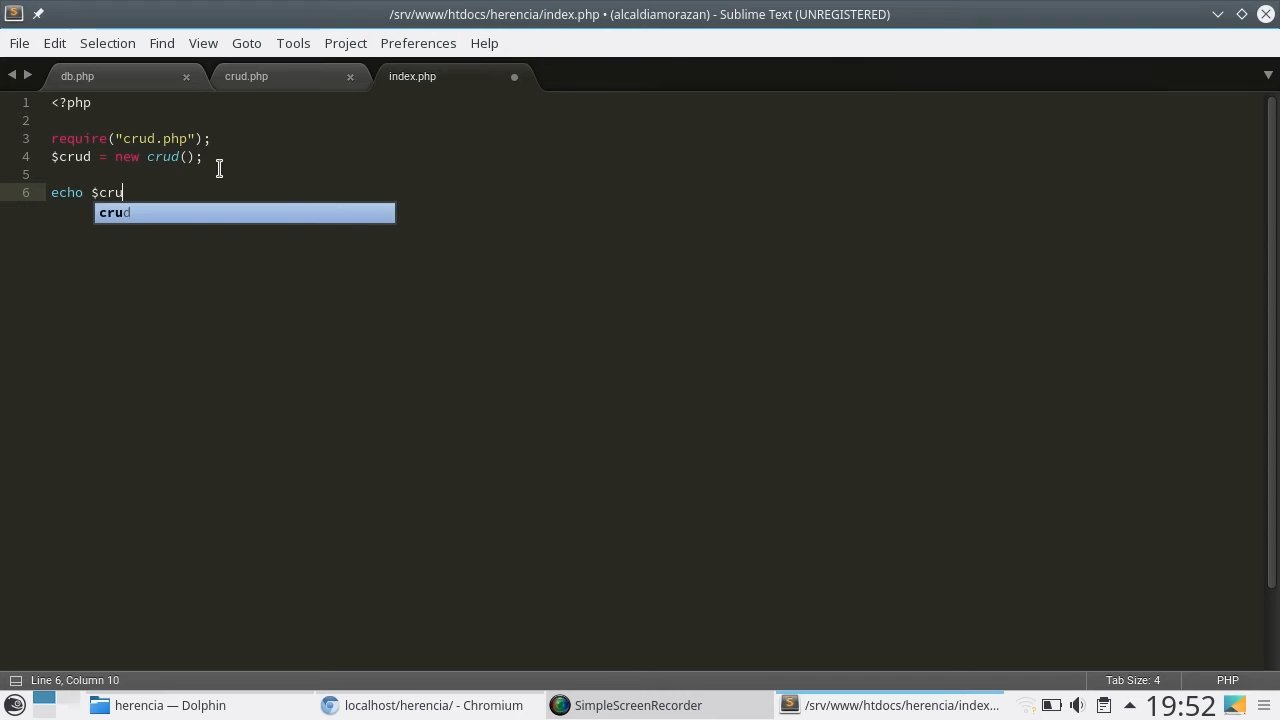 /srv/www/htdocs/herencia/index.php • (alcaldiamorazan) - Sublime Text (UNREGISTERED)
File Edit Selection Find View Goto Tools Project Preferences Help
db.php crud.php index.php
1 <?php
2
3 require("crud.php");
4 $crud = new crud();
5
6 echo $cru
crud
Line 6, Column 10 Tab Size: 4 PHP
herencia — Dolphin localhost/herencia/ - Chromium SimpleScreenRecorder /srv/www/htdocs/herencia/index... 19:52